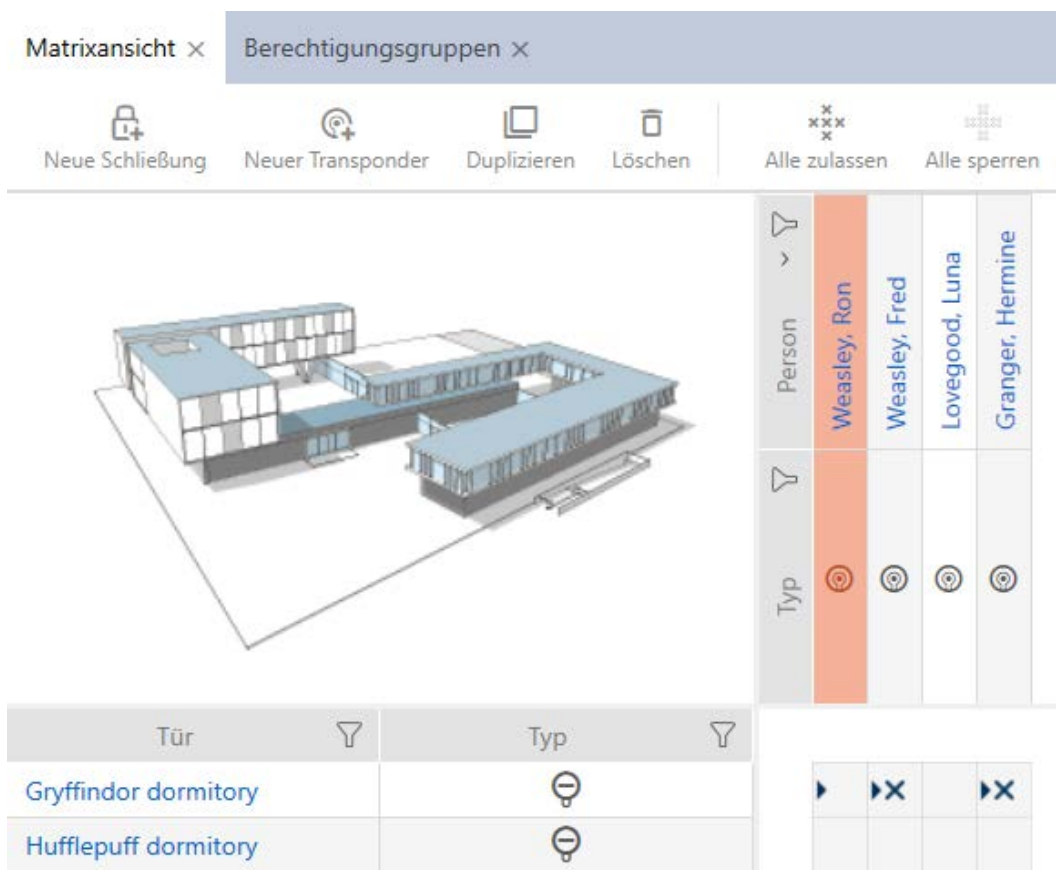 Matrixansicht × Berechtigungsgruppen ×
Neue Schließung Neuer Transponder Duplizieren Löschen Alle zulassen Alle sperren
Person
Weasley, Ron
Weasley, Fred
Lovegood, Luna
Granger, Hermine
Typ
Tür Typ
Gryffindor dormitory
Hufflepuff dormitory